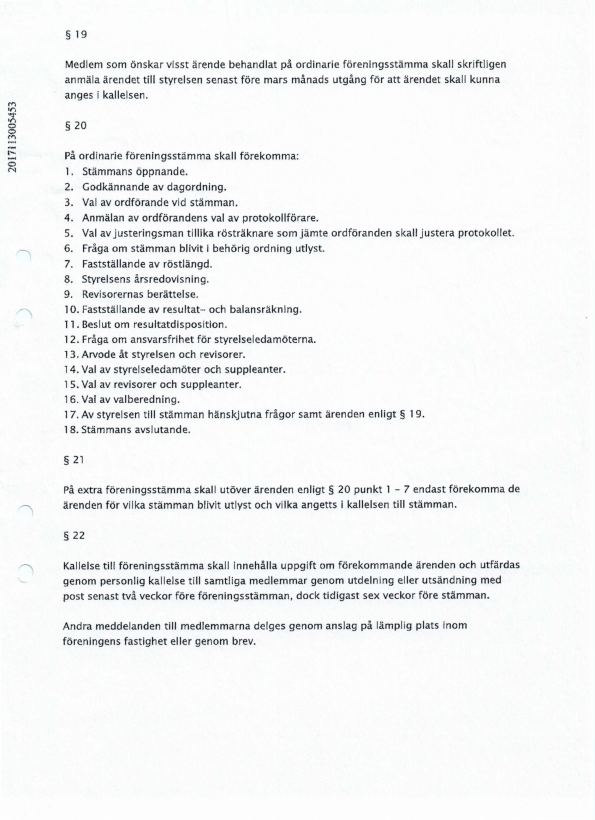 § 19
Medlem som önskar visst ärende behandlat på ordinarie föreningsstämma skall skriftligen
anmäla ärendet till styrelsen senast före mars månads utgång för att ärendet skall kunna
anges i kallelsen.
2017113005453
§ 20
På ordinarie föreningsstämma skall förekomma:
1. Stämmans öppnande.
2. Godkännande av dagordning.
3. Val av ordförande vid stämman.
4. Anmälan av ordförandens val av protokollförare.
5. Val av justeringsman tillika rösträknare som jämte ordföranden skall justera protokollet.
6. Fråga om stämman blivit i behörig ordning utlyst.
7. Fastställande av röstlängd.
8. Styrelsens årsredovisning.
9. Revisorernas berättelse.
10. Fastställande av resultat- och balansräkning.
11. Beslut om resultatdisposition.
12. Fråga om ansvarsfrihet för styrelseledamöterna.
13. Arvode åt styrelsen och revisorer.
14. Val av styrelseledamöter och suppleanter.
15. Val av revisorer och suppleanter.
16. Val av valberedning.
17. Av styrelsen till stämman hänskjutna frågor samt ärenden enligt § 19.
18. Stämmans avslutande.
§ 21
På extra föreningsstämma skall utöver ärenden enligt § 20 punkt 1 – 7 endast förekomma de
ärenden för vilka stämman blivit utlyst och vilka angetts i kallelsen till stämman.
§ 22
Kallelse till föreningsstämma skall innehålla uppgift om förekommande ärenden och utfärdas
genom personlig kallelse till samtliga medlemmar genom utdelning eller utsändning med
post senast två veckor före föreningsstämman, dock tidigast sex veckor före stämman.
Andra meddelanden till medlemmarna delges genom anslag på lämplig plats inom
föreningens fastighet eller genom brev.